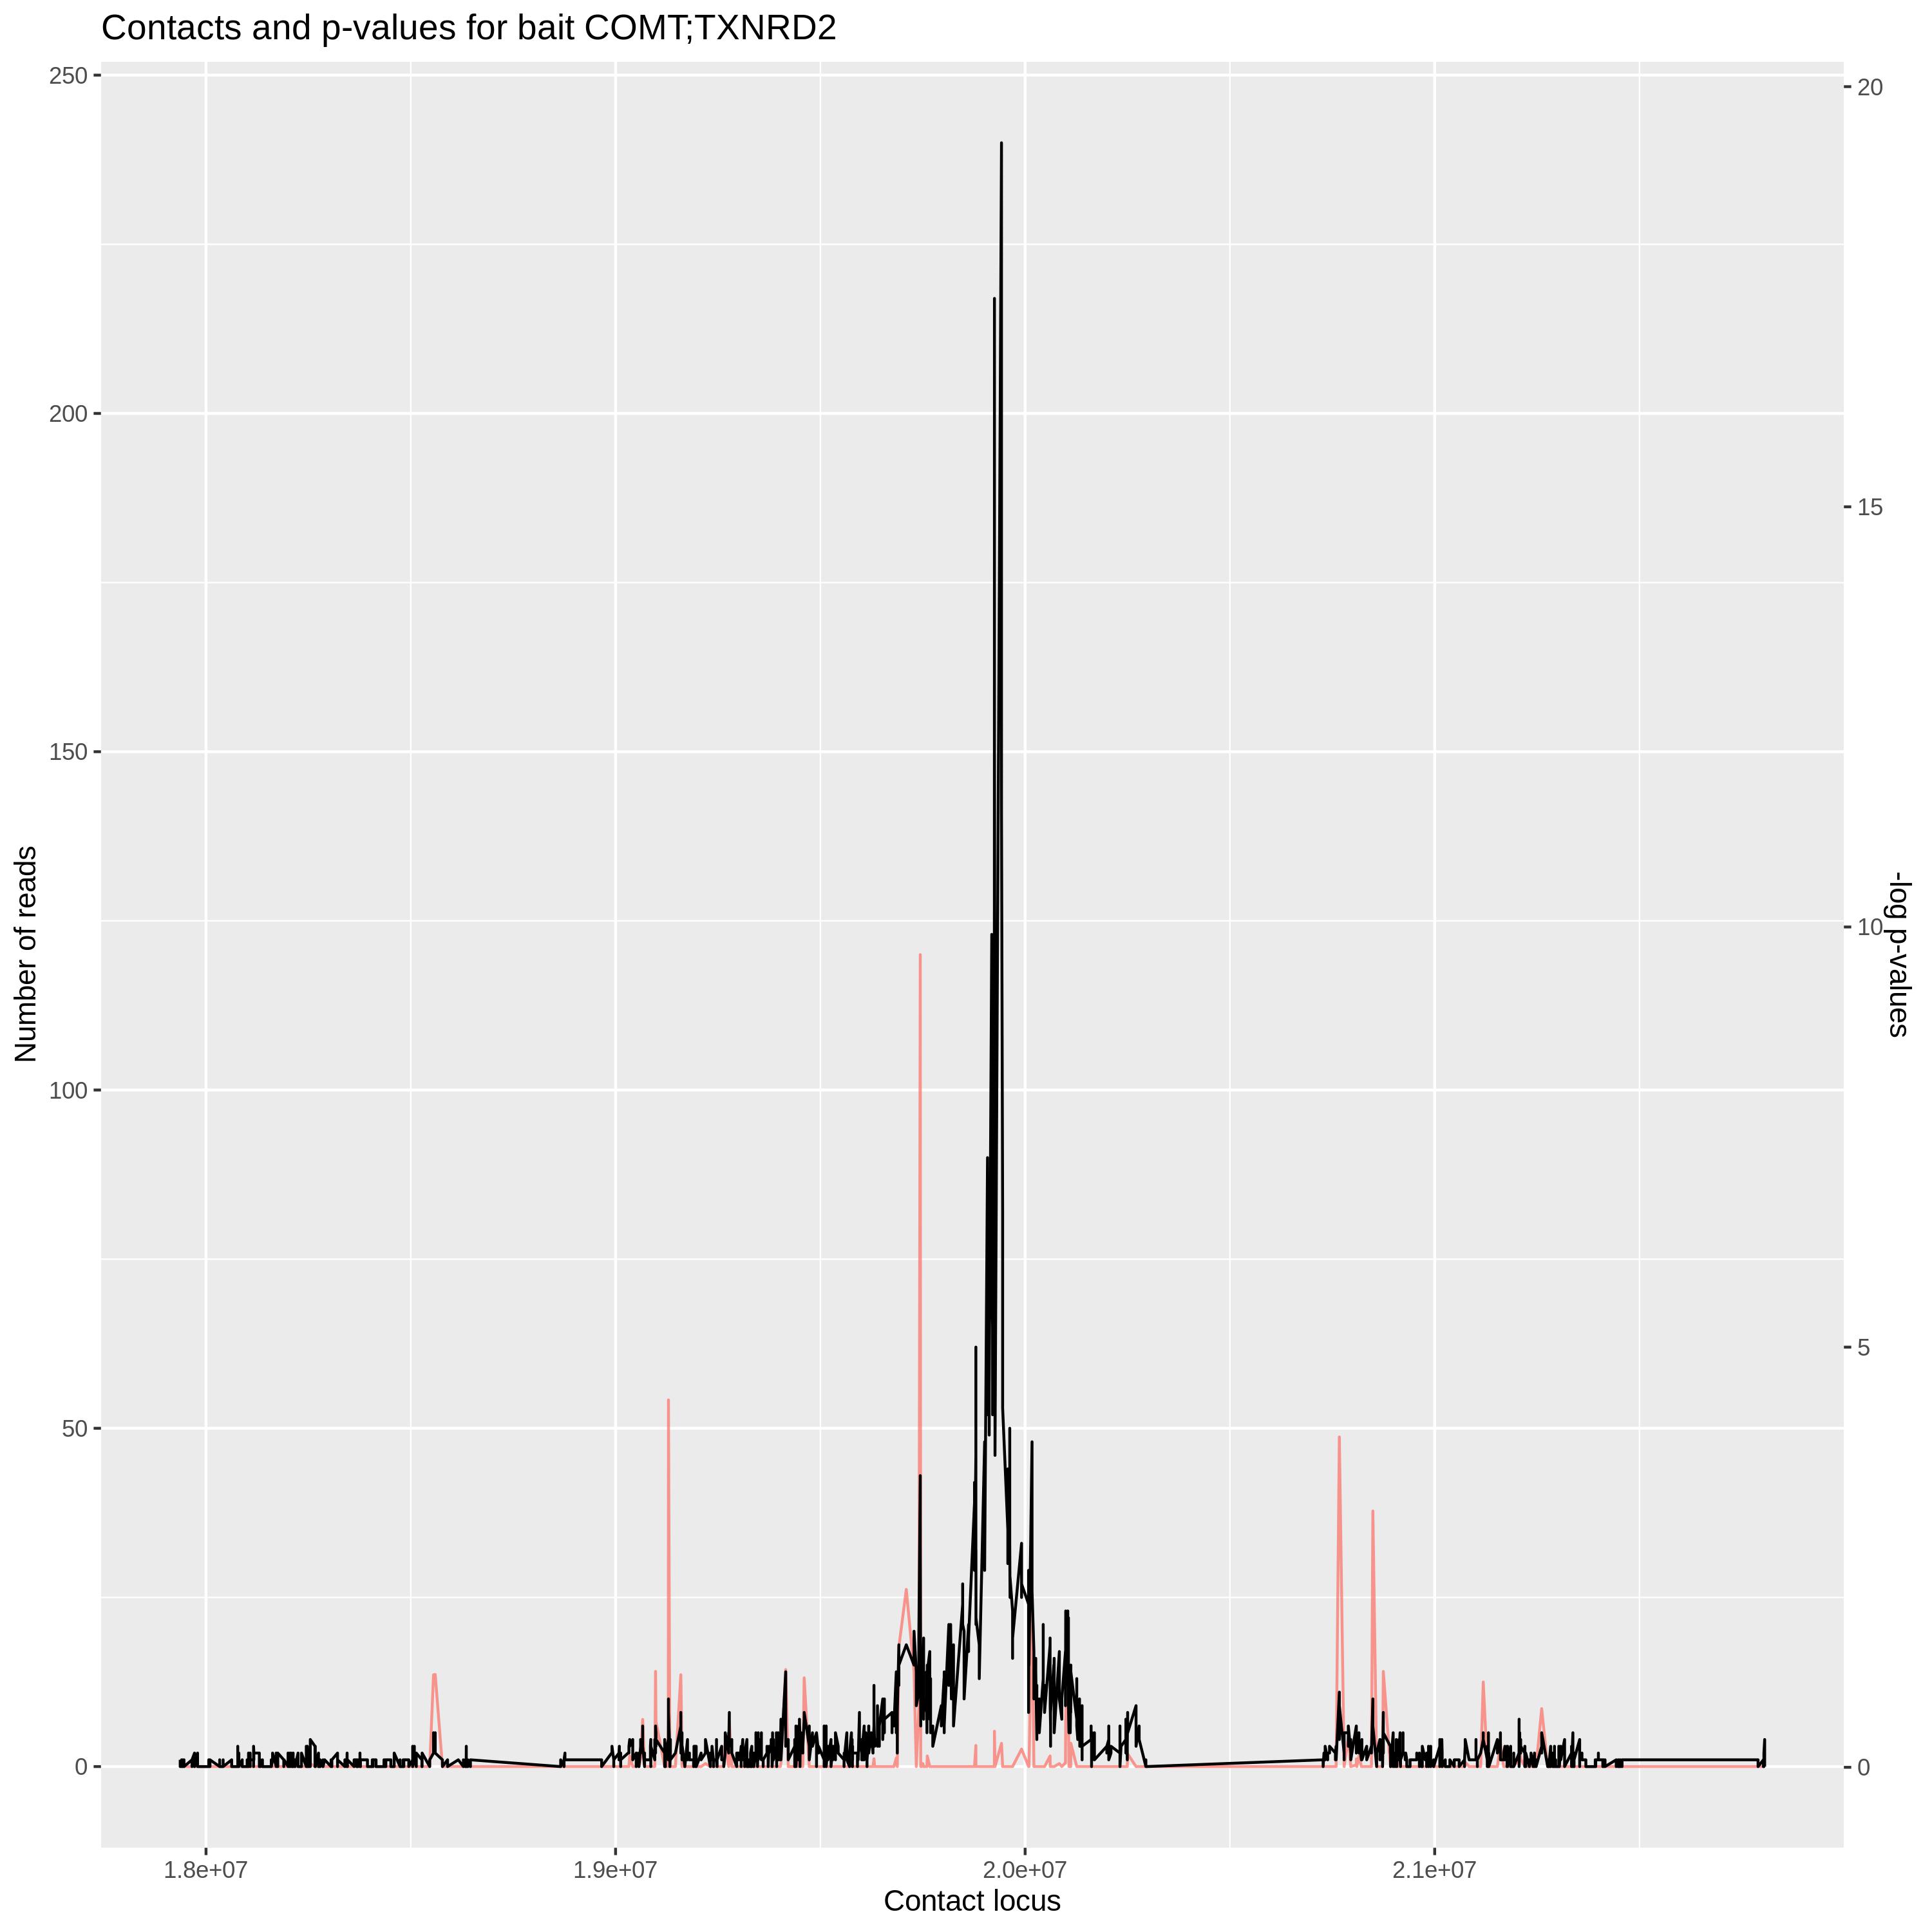 Contacts and p-values for bait COMT;TXNRD2
250
200
150
100
50
0
Number of reads
20
15
10
5
0
-log p-values
1.8e+07
1.9e+07
2.0e+07
2.1e+07
Contact locus